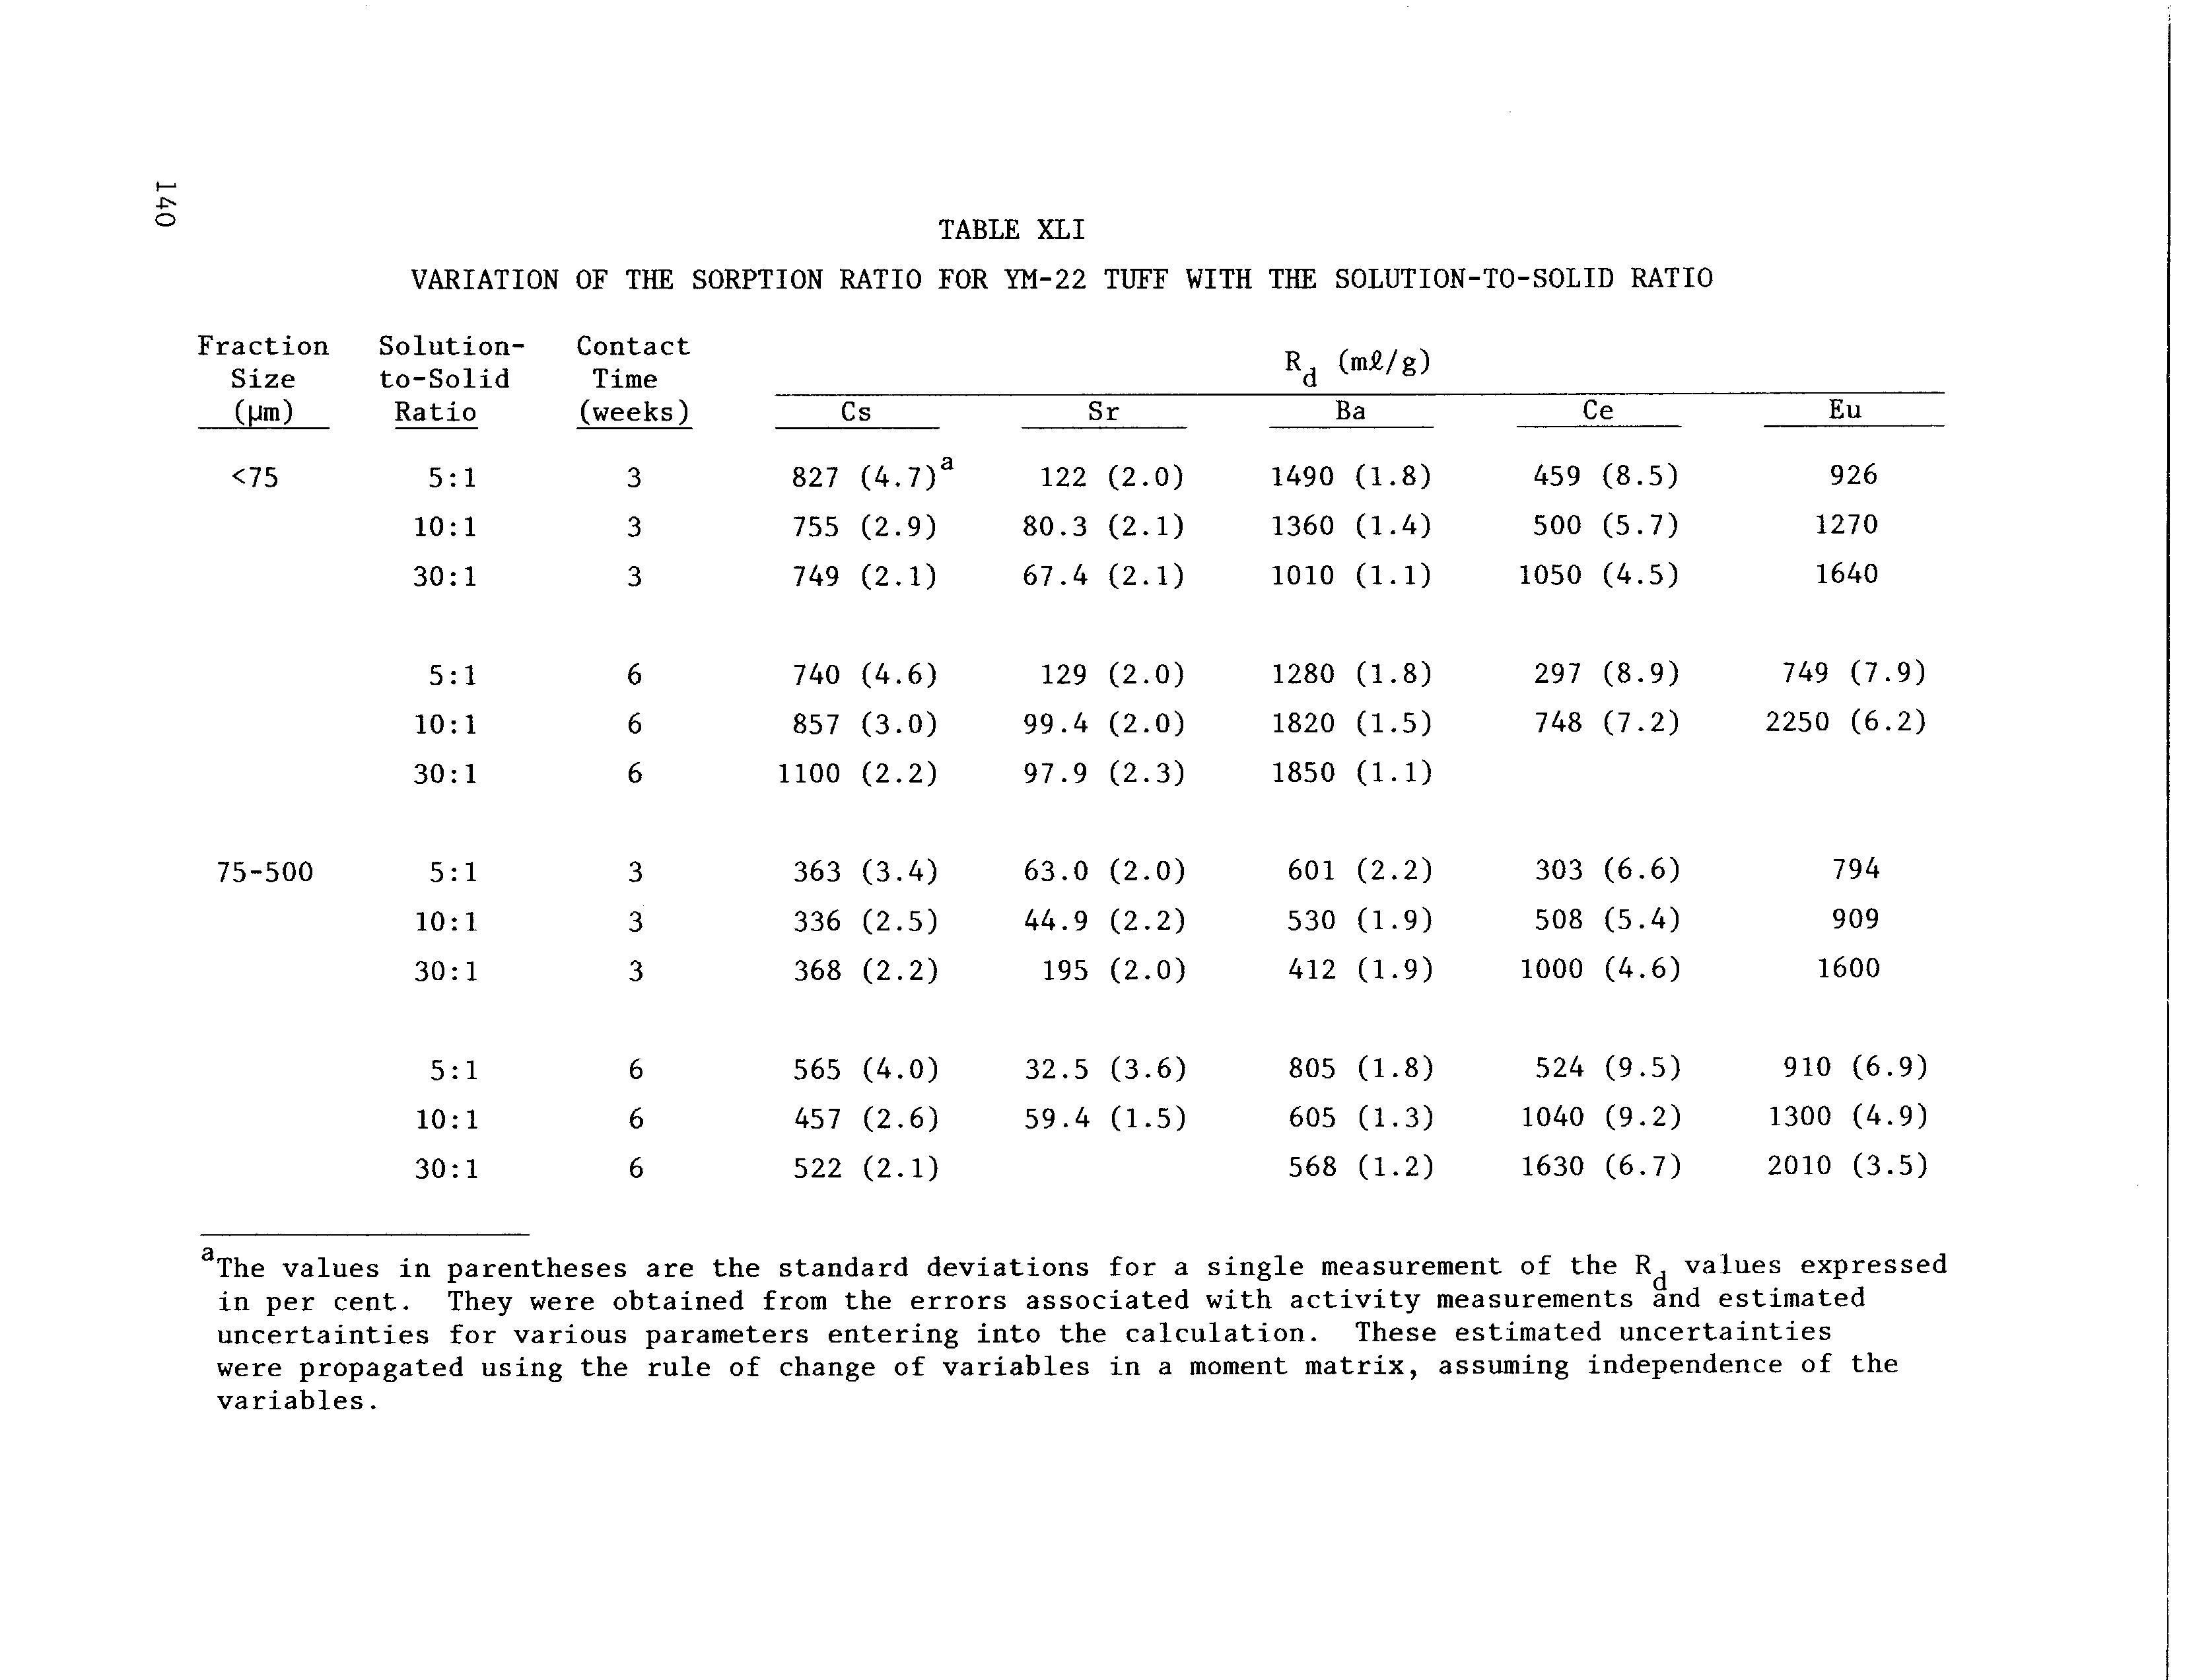 140
TABLE XLI
VARIATION OF THE SORPTION RATIO FOR YM-22 TUFF WITH THE SOLUTION-TO-SOLID RATIO
Fraction Solution- Contact
Size to-Solid Time Rd (mℓ/g)
(μm) Ratio (weeks) Cs Sr Ba Ce Eu
<75 5:1 3 827 (4.7)a 122 (2.0) 1490 (1.8) 459 (8.5) 926
10:1 3 755 (2.9) 80.3 (2.1) 1360 (1.4) 500 (5.7) 1270
30:1 3 749 (2.1) 67.4 (2.1) 1010 (1.1) 1050 (4.5) 1640
5:1 6 740 (4.6) 129 (2.0) 1280 (1.8) 297 (8.9) 749 (7.9)
10:1 6 857 (3.0) 99.4 (2.0) 1820 (1.5) 748 (7.2) 2250 (6.2)
30:1 6 1100 (2.2) 97.9 (2.3) 1850 (1.1)
75-500 5:1 3 363 (3.4) 63.0 (2.0) 601 (2.2) 303 (6.6) 794
10:1 3 336 (2.5) 44.9 (2.2) 530 (1.9) 508 (5.4) 909
30:1 3 368 (2.2) 195 (2.0) 412 (1.9) 1000 (4.6) 1600
5:1 6 565 (4.0) 32.5 (3.6) 805 (1.8) 524 (9.5) 910 (6.9)
10:1 6 457 (2.6) 59.4 (1.5) 605 (1.3) 1040 (9.2) 1300 (4.9)
30:1 6 522 (2.1) 568 (1.2) 1630 (6.7) 2010 (3.5)
aThe values in parentheses are the standard deviations for a single measurement of the Rd values expressed
in per cent. They were obtained from the errors associated with activity measurements and estimated
uncertainties for various parameters entering into the calculation. These estimated uncertainties
were propagated using the rule of change of variables in a moment matrix, assuming independence of the
variables.